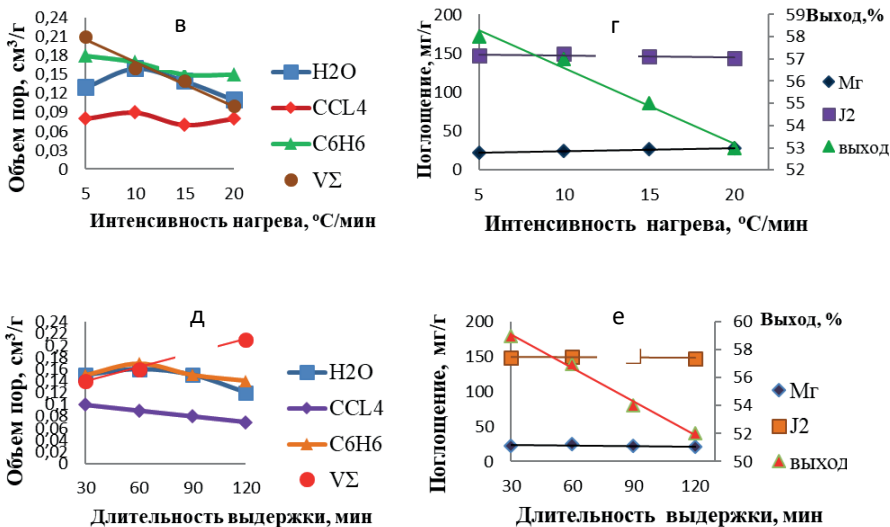 в
Объем пор, см³/г
0,24
0,21
0,18
0,15
0,12
0,09
0,06
0,03
0
5 10 15 20
Интенсивность нагрева, °С/мин
H2O
CCL4
C6H6
VΣ
г
Поглощение, мг/г
200
150
100
50
0
5 10 15 20
Интенсивность нагрева, °С/мин
Выход,%
59
58
57
56
55
54
53
52
Мг
J2
выход
д
Объем пор, см³/г
0,24
0,22
0,2
0,18
0,16
0,14
0,12
0,1
0,08
0,06
0,04
0,02
0
30 60 90 120
Длительность выдержки, мин
H2O
CCL4
C6H6
VΣ
е
Поглощение, мг/г
200
150
100
50
0
30 60 90 120
Длительность выдержки, мин
Выход, %
60
58
56
54
52
50
Мг
J2
выход